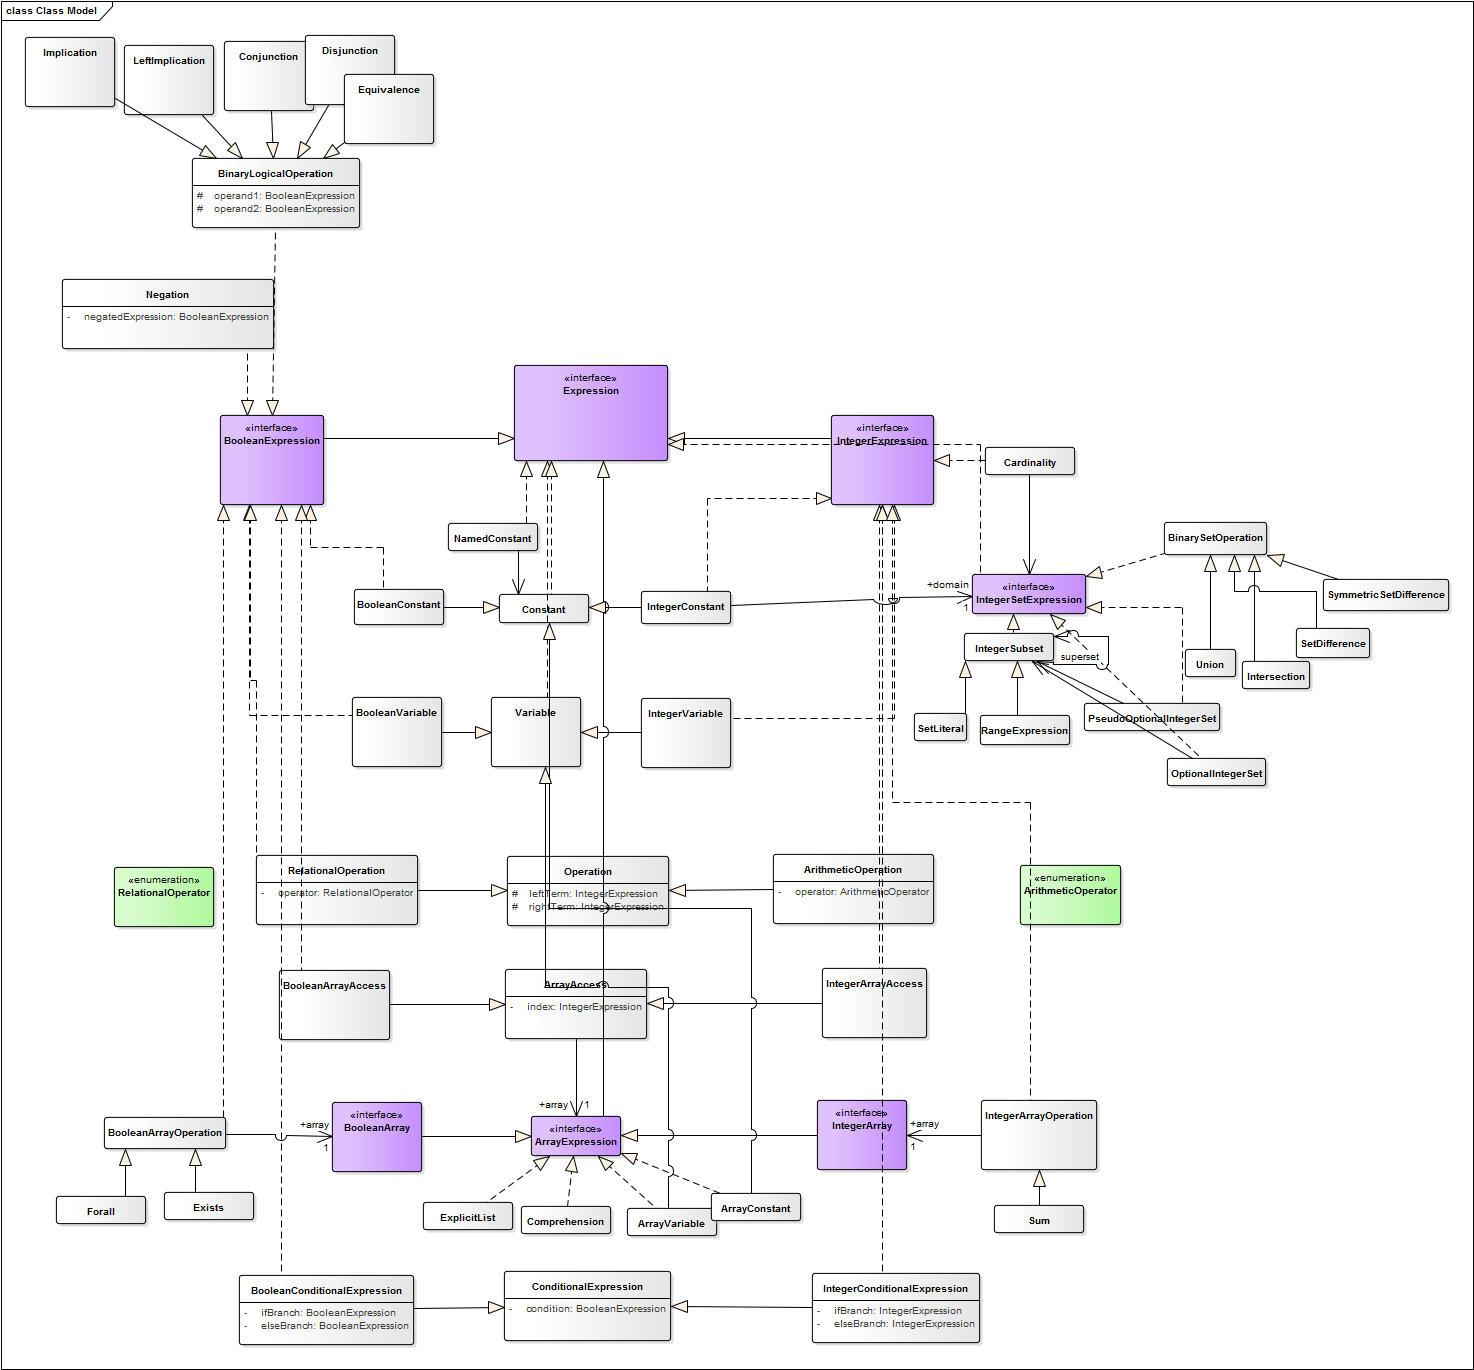 class Class Model
Implication
LeftImplication
Conjunction
Disjunction
Equivalence
BinaryLogicalOperation
# operand1: BooleanExpression
# operand2: BooleanExpression
Negation
- negatedExpression: BooleanExpression
«interface»
Expression
«interface»
BooleanExpression
«interface»
IntegerExpression
Cardinality
NamedConstant
BinarySetOperation
BooleanConstant
Constant
IntegerConstant
+domain
1
«interface»
IntegerSetExpression
SymmetricSetDifference
SetDifference
IntegerSubset
superset
Union
Intersection
BooleanVariable
Variable
IntegerVariable
SetLiteral
RangeExpression
PseudoOptionalIntegerSet
OptionalIntegerSet
«enumeration»
RelationalOperator
RelationalOperation
- operator: RelationalOperator
Operation
# leftTerm: IntegerExpression
# rightTerm: IntegerExpression
ArithmeticOperation
- operator: ArithmeticOperator
«enumeration»
ArithmeticOperator
BooleanArrayAccess
ArrayAccess
- index: IntegerExpression
IntegerArrayAccess
BooleanArrayOperation
+array
1
«interface»
BooleanArray
+array
1
«interface»
ArrayExpression
«interface»
IntegerArray
+array
1
IntegerArrayOperation
Forall
Exists
ExplicitList
Comprehension
ArrayVariable
ArrayConstant
Sum
BooleanConditionalExpression
- ifBranch: BooleanExpression
- elseBranch: BooleanExpression
ConditionalExpression
- condition: BooleanExpression
IntegerConditionalExpression
- ifBranch: IntegerExpression
- elseBranch: IntegerExpression